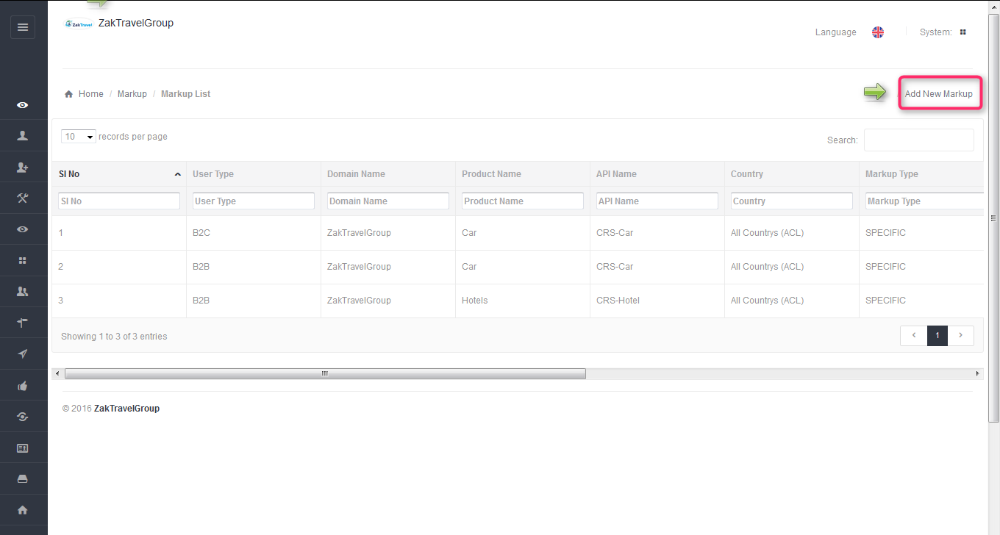 ZakTravel ZakTravelGroup
Language System:
Home / Markup / Markup List
Add New Markup
10 records per page
Search:
SI No User Type Domain Name Product Name API Name Country Markup Type
SI No User Type Domain Name Product Name API Name Country Markup Type
1 B2C ZakTravelGroup Car CRS-Car All Countrys (ACL) SPECIFIC
2 B2B ZakTravelGroup Car CRS-Car All Countrys (ACL) SPECIFIC
3 B2B ZakTravelGroup Hotels CRS-Hotel All Countrys (ACL) SPECIFIC
Showing 1 to 3 of 3 entries
‹ 1 ›
© 2016 ZakTravelGroup